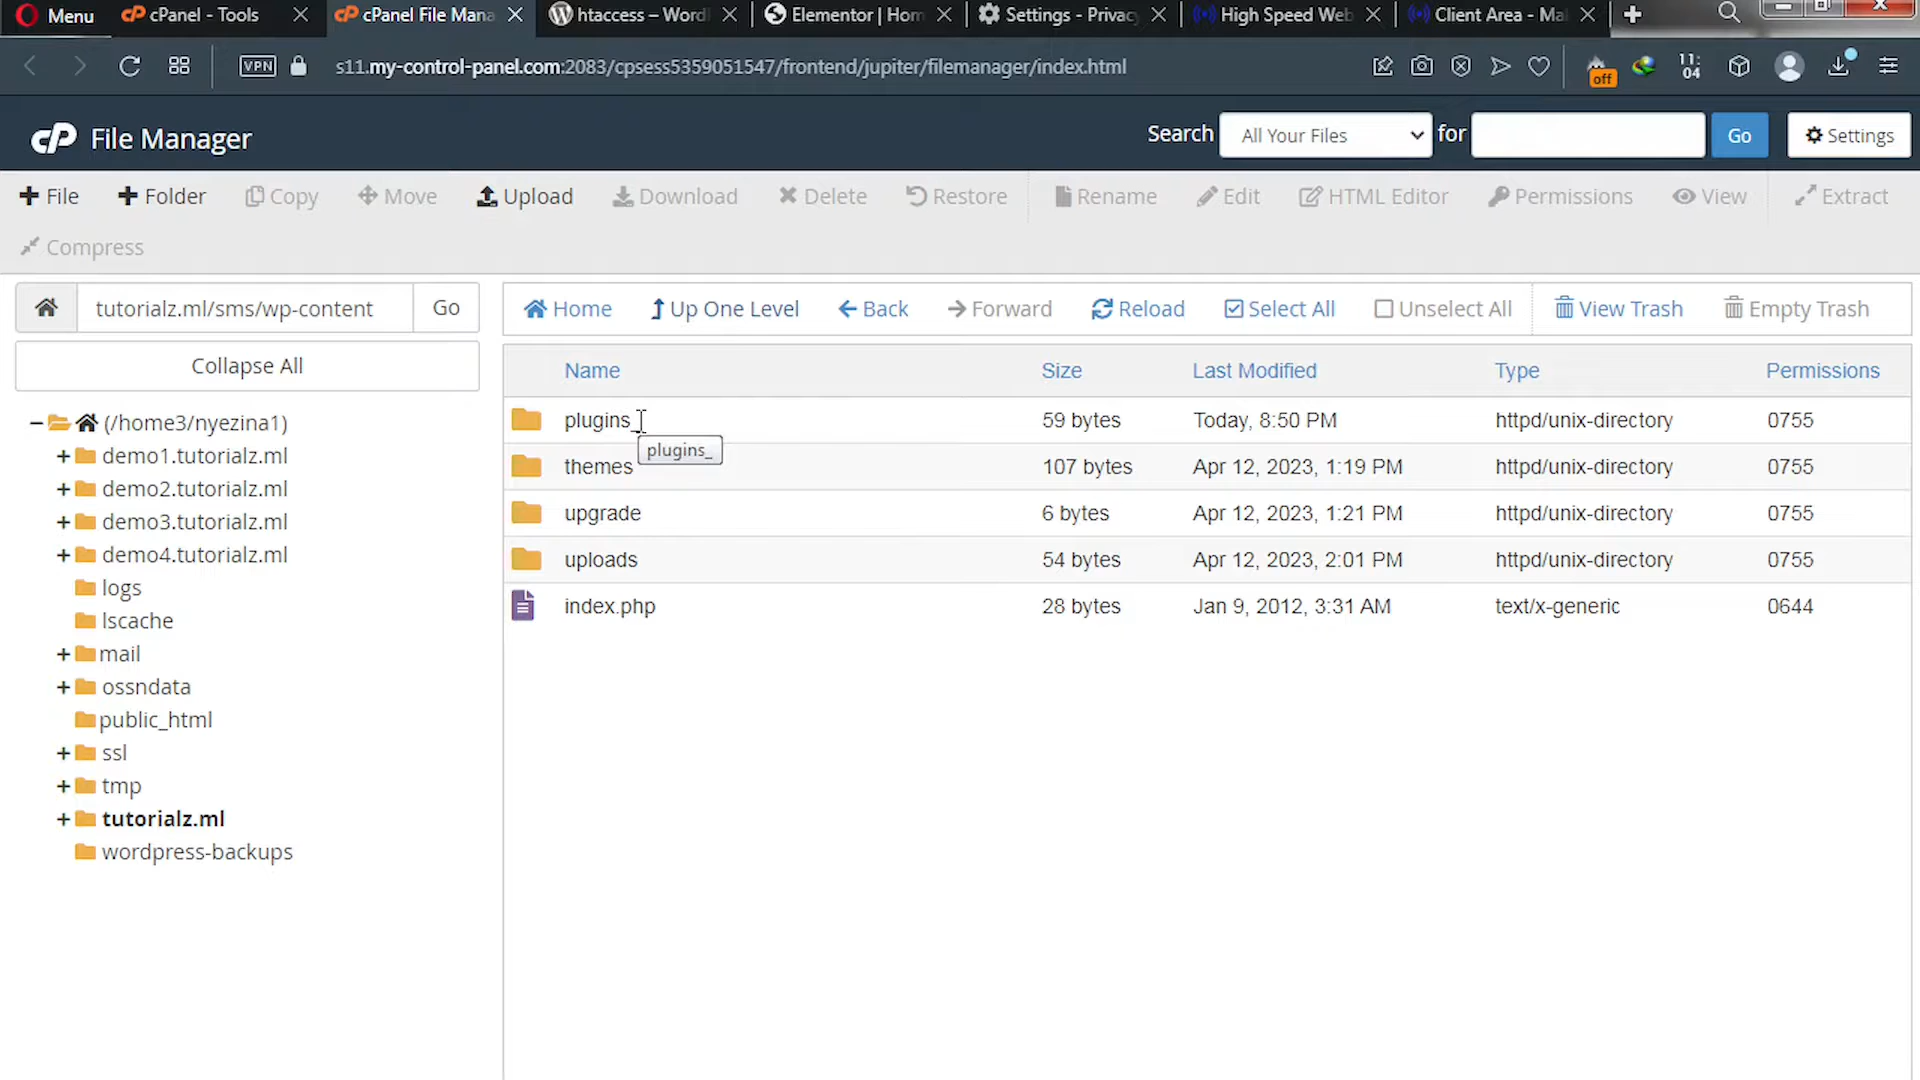 Menu
cPanel - Tools
cPanel File Mana
htaccess – Word
Elementor | Hom
Settings - Privacy
High Speed Web
Client Area - Ma
VPN
s11.my-control-panel.com:2083/cpsess5359051547/frontend/jupiter/filemanager/index.html
off
11:
04
cP File Manager
Search
All Your Files
for
Go
Settings
File
Folder
Copy
Move
Upload
Download
Delete
Restore
Rename
Edit
HTML Editor
Permissions
View
Extract
Compress
tutorialz.ml/sms/wp-content
Go
Home
Up One Level
Back
Forward
Reload
Select All
Unselect All
View Trash
Empty Trash
Collapse All
(/home3/nyezina1)
demo1.tutorialz.ml
demo2.tutorialz.ml
demo3.tutorialz.ml
demo4.tutorialz.ml
logs
lscache
mail
ossndata
public_html
ssl
tmp
tutorialz.ml
wordpress-backups
Name Size Last Modified Type Permissions
plugins_ 59 bytes Today, 8:50 PM httpd/unix-directory 0755
plugins_
themes 107 bytes Apr 12, 2023, 1:19 PM httpd/unix-directory 0755
upgrade 6 bytes Apr 12, 2023, 1:21 PM httpd/unix-directory 0755
uploads 54 bytes Apr 12, 2023, 2:01 PM httpd/unix-directory 0755
index.php 28 bytes Jan 9, 2012, 3:31 AM text/x-generic 0644